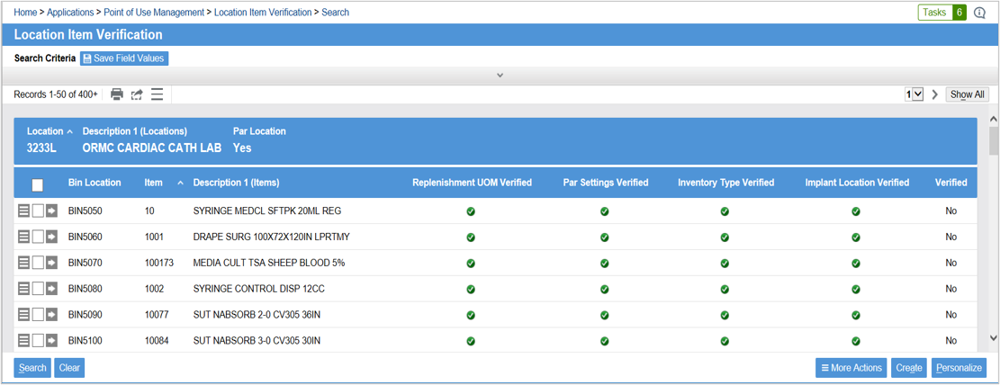 Home > Applications > Point of Use Management > Location Item Verification > Search Tasks 6
Location Item Verification
Search Criteria Save Field Values
Records 1-50 of 400+ 1 Show All
Location Description 1 (Locations) Par Location
3233L ORMC CARDIAC CATH LAB Yes
Bin Location Item Description 1 (Items) Replenishment UOM Verified Par Settings Verified Inventory Type Verified Implant Location Verified Verified
BIN5050 10 SYRINGE MEDCL SFTPK 20ML REG No
BIN5060 1001 DRAPE SURG 100X72X120IN LPRTMY No
BIN5070 100173 MEDIA CULT TSA SHEEP BLOOD 5% No
BIN5080 1002 SYRINGE CONTROL DISP 12CC No
BIN5090 10077 SUT NABSORB 2-0 CV305 36IN No
BIN5100 10084 SUT NABSORB 3-0 CV305 30IN No
Search Clear More Actions Create Personalize